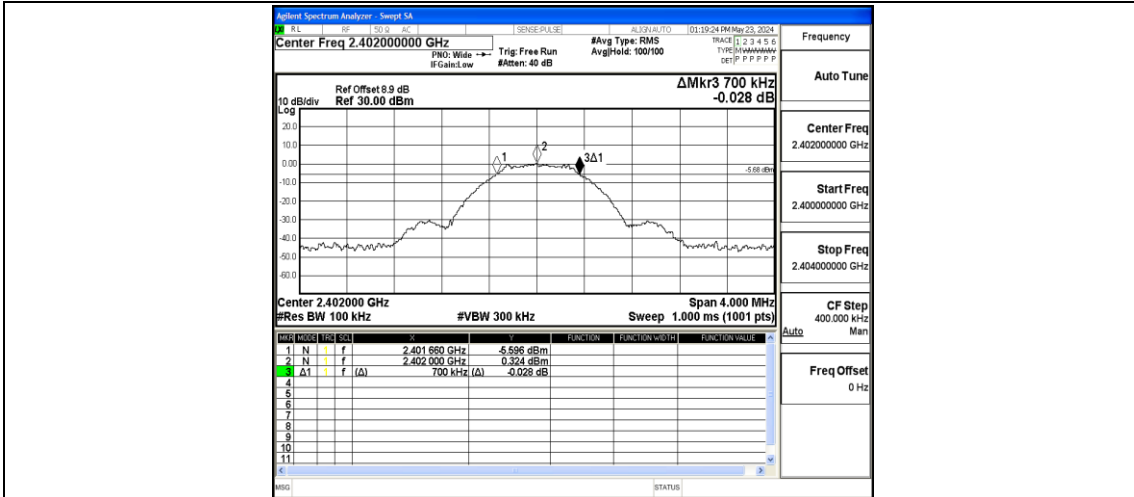 Agilent Spectrum Analyzer - Swept SA
RL RF 50 Ω AC SENSE:PULSE ALIGN AUTO 01:19:24 PM May 23, 2024
Center Freq 2.402000000 GHz
PNO: Wide
IFGain:Low
Trig: Free Run
#Atten: 40 dB
#Avg Type: RMS
Avg|Hold: 100/100
TRACE 1 2 3 4 5 6
TYPE MWWWWW
DET P P P P P P
Frequency
Auto Tune
Center Freq
2.402000000 GHz
Start Freq
2.400000000 GHz
Stop Freq
2.404000000 GHz
CF Step
400.000 kHz
Auto Man
Freq Offset
0 Hz
ΔMkr3 700 kHz
-0.028 dB
Ref Offset 8.9 dB
10 dB/div Ref 30.00 dBm
Log
20.0
10.0
0.00
-10.0
-20.0
-30.0
-40.0
-50.0
-60.0
1
2
3Δ1
-5.68 dBm
Center 2.402000 GHz Span 4.000 MHz
#Res BW 100 kHz #VBW 300 kHz Sweep 1.000 ms (1001 pts)
MKR MODE TRC SCL X Y FUNCTION FUNCTION WIDTH FUNCTION VALUE
1 N 1 f 2.401 660 GHz -5.596 dBm
2 N 1 f 2.402 000 GHz 0.324 dBm
3 Δ1 1 f (Δ) 700 kHz (Δ) -0.028 dB
4
5
6
7
8
9
10
11
MSG STATUS